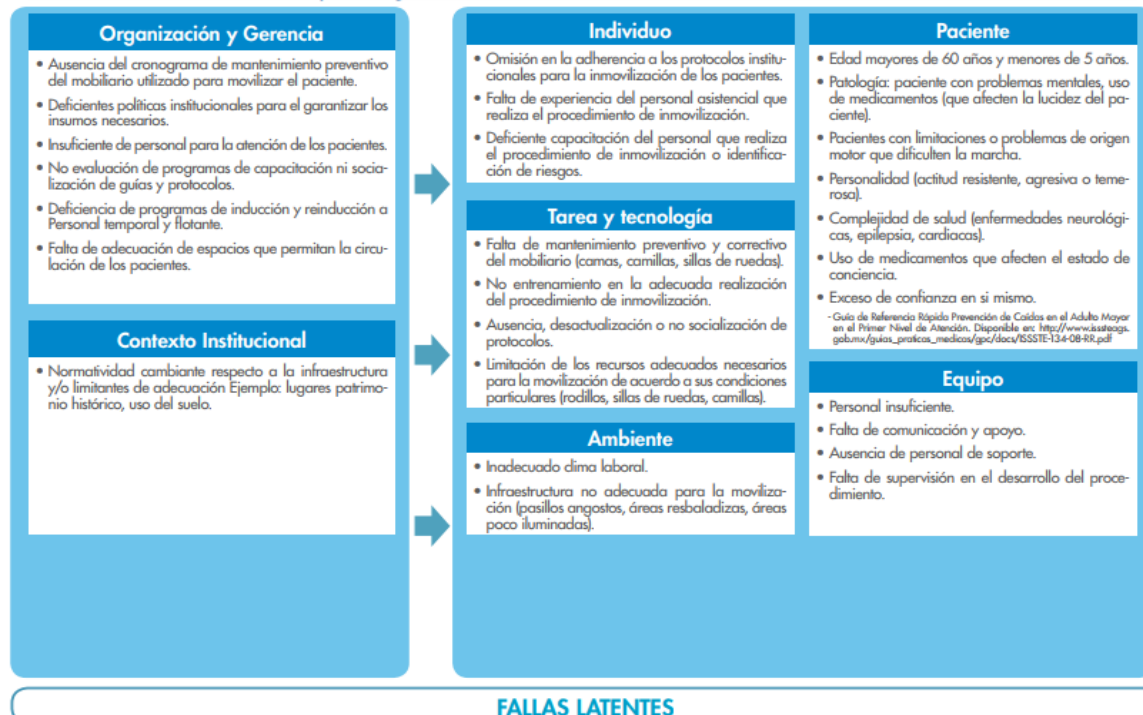 Organización y Gerencia
• Ausencia del cronograma de mantenimiento preventivo
del mobiliario utilizado para movilizar el paciente.
• Deficientes políticas institucionales para el garantizar los
insumos necesarios.
• Insuficiente de personal para la atención de los pacientes.
• No evaluación de programas de capacitación ni socia-
lización de guías y protocolos.
• Deficiencia de programas de inducción y reinducción a
Personal temporal y flotante.
• Falta de adecuación de espacios que permitan la circu-
lación de los pacientes.
Contexto Institucional
• Normatividad cambiante respecto a la infraestructura
y/o limitantes de adecuación Ejemplo: lugares patrimo-
nio histórico, uso del suelo.
Individuo
• Omisión en la adherencia a los protocolos institu-
cionales para la inmovilización de los pacientes.
• Falta de experiencia del personal asistencial que
realiza el procedimiento de inmovilización.
• Deficiente capacitación del personal que realiza
el procedimiento de inmovilización o identifica-
ción de riesgos.
Tarea y tecnología
• Falta de mantenimiento preventivo y correctivo
del mobiliario (camas, camillas, sillas de ruedas).
• No entrenamiento en la adecuada realización
del procedimiento de inmovilización.
• Ausencia, desactualización o no socialización de
protocolos.
• Limitación de los recursos adecuados necesarios
para la movilización de acuerdo a sus condiciones
particulares (rodillos, sillas de ruedas, camillas).
Ambiente
• Inadecuado clima laboral.
• Infraestructura no adecuada para la moviliza-
ción (pasillos angostos, áreas resbaladizas, áreas
poco iluminadas).
Paciente
• Edad mayores de 60 años y menores de 5 años.
• Patología: paciente con problemas mentales, uso
de medicamentos (que afecten la lucidez del pa-
ciente).
• Pacientes con limitaciones o problemas de origen
motor que dificulten la marcha.
• Personalidad (actitud resistente, agresiva o teme-
rosa).
• Complejidad de salud (enfermedades neurológi-
cas, epilepsia, cardiacas).
• Uso de medicamentos que afecten el estado de
conciencia.
• Exceso de confianza en si mismo.
- Guía de Referencia Rápida Prevención de Caídas en el Adulto Mayor
en el Primer Nivel de Atención. Disponible en: http://www.isssteags.
gob.mx/guias_praticas_medicas/gpc/docs/ISSSTE-134-08-RR.pdf
Equipo
• Personal insuficiente.
• Falta de comunicación y apoyo.
• Ausencia de personal de soporte.
• Falta de supervisión en el desarrollo del proce-
dimiento.
FALLAS LATENTES